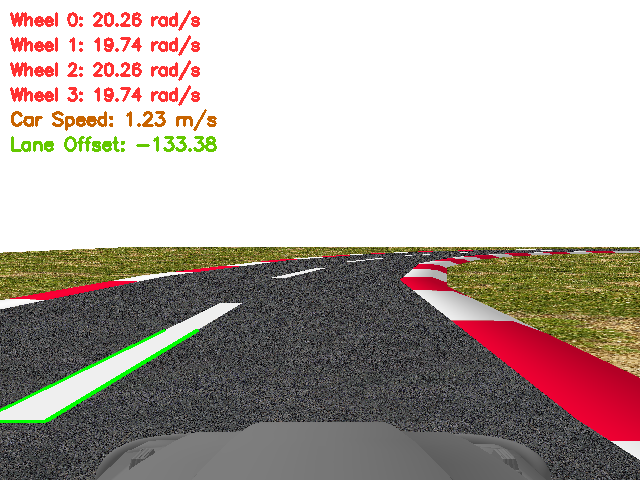 Wheel 0: 20.26 rad/s
Wheel 1: 19.74 rad/s
Wheel 2: 20.26 rad/s
Wheel 3: 19.74 rad/s
Car Speed: 1.23 m/s
Lane Offset: -133.38